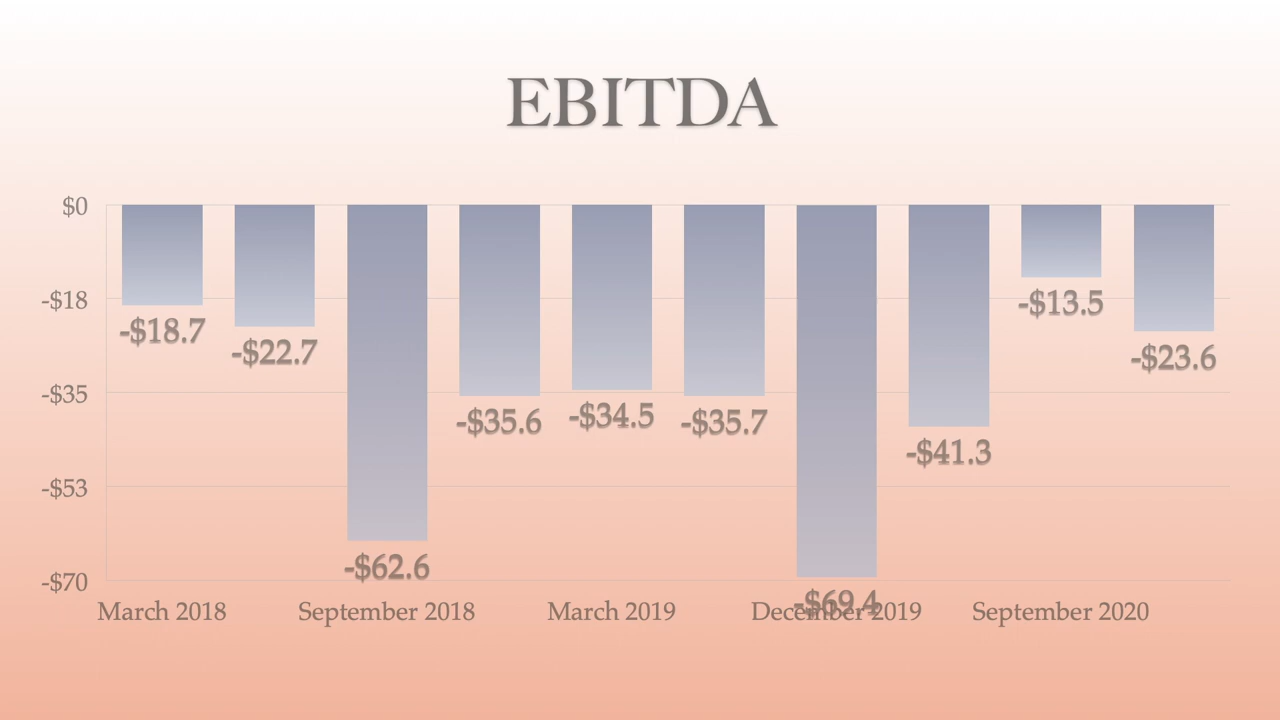 EBITDA
$0
-$18
-$35
-$53
-$70
-$18.7
-$22.7
-$62.6
-$35.6
-$34.5
-$35.7
-$69.4
-$41.3
-$13.5
-$23.6
March 2018
September 2018
March 2019
December 2019
September 2020